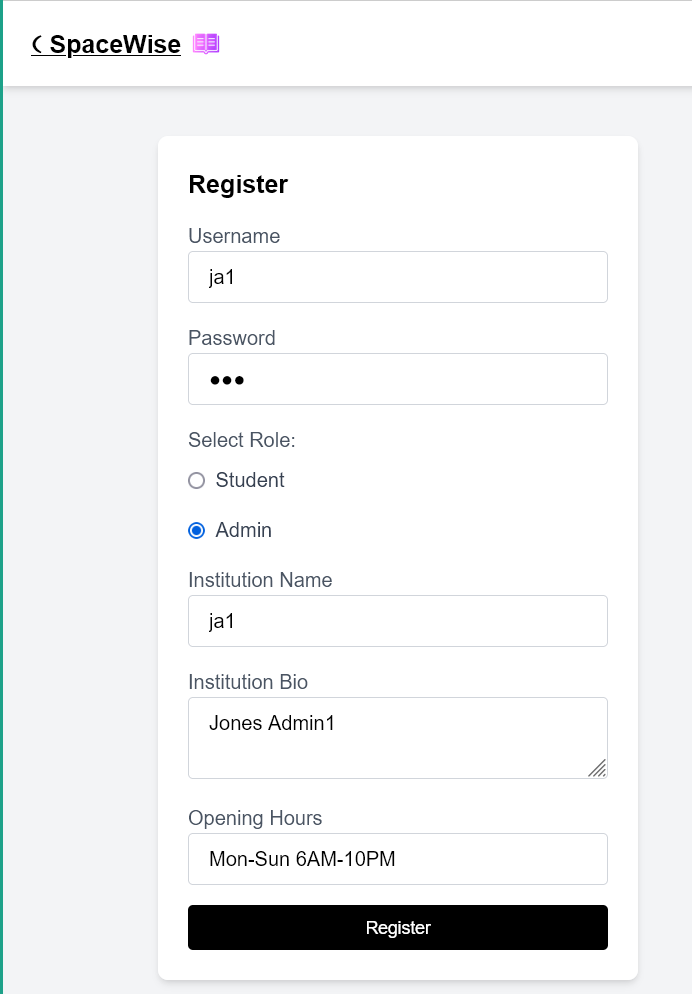 SpaceWise
Register
Username
ja1
Password
●●●
Select Role:
Student
Admin
Institution Name
ja1
Institution Bio
Jones Admin1
Opening Hours
Mon-Sun 6AM-10PM
Register